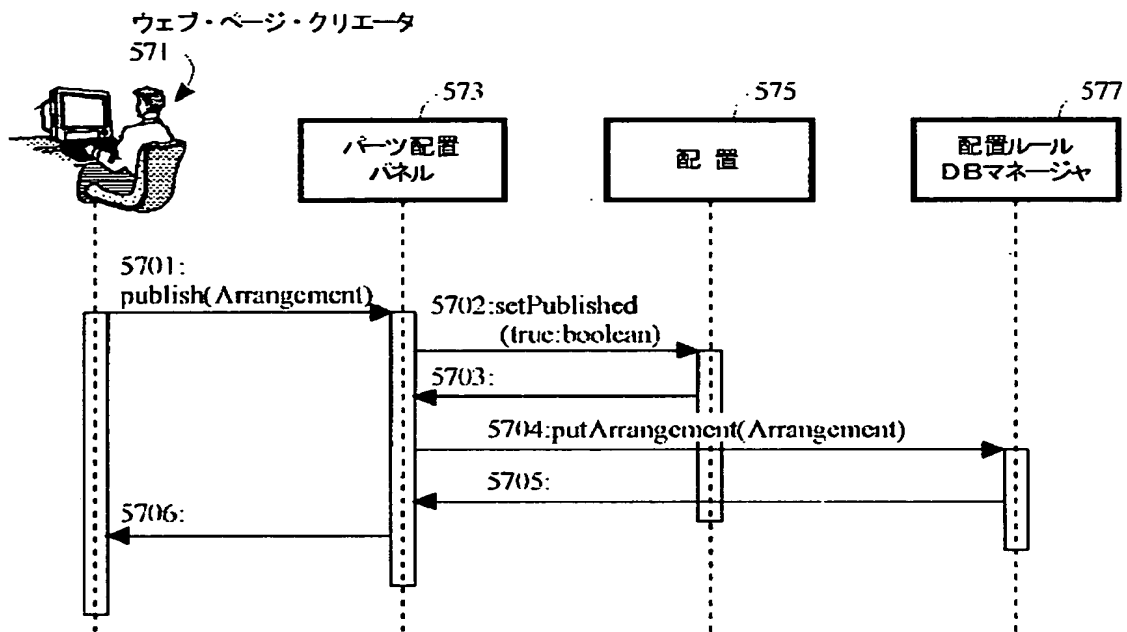 ウェブ・ページ・クリエータ
571
573
575
577
パーツ配置
パネル
配 置
配置ルール
DBマネージャ
5701:
publish(Arrangement)
5702:setPublished
(true:boolean)
5703:
5704:putArrangement(Arrangement)
5705:
5706: